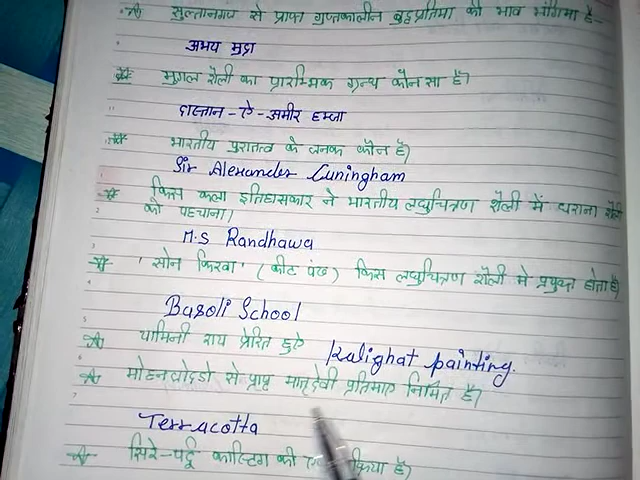 सुल्तानगंज से प्राप्त गुप्तकालीन बुद्धप्रतिमा की भाव भंगिमा है-
अभय मुद्रा
मुगल शैली का प्रारम्भिक ग्रन्थ कौन सा है।
दास्तान-ऐ-अमीर हम्जा
भारतीय पुरातत्व के जनक कौन है)
Sir Alexander Cuningham
किस कला इतिहासकार ने भारतीय लघुचित्रण शैली में घराना शैली
को पहचाना।
M.S Randhawa
'सोन किरवा' (कीट पंख) किस लघुचित्रण शैली मे प्रयुक्त होता है)
Basoli School
यामिनी राय प्रेरित हुऐ
Kalighat painting.
मोहनजोदडो से प्राप्त मातृदेवी प्रतिमाए निर्मित है।
Terracotta
सिरे-पर्दू कास्टिंग की है)